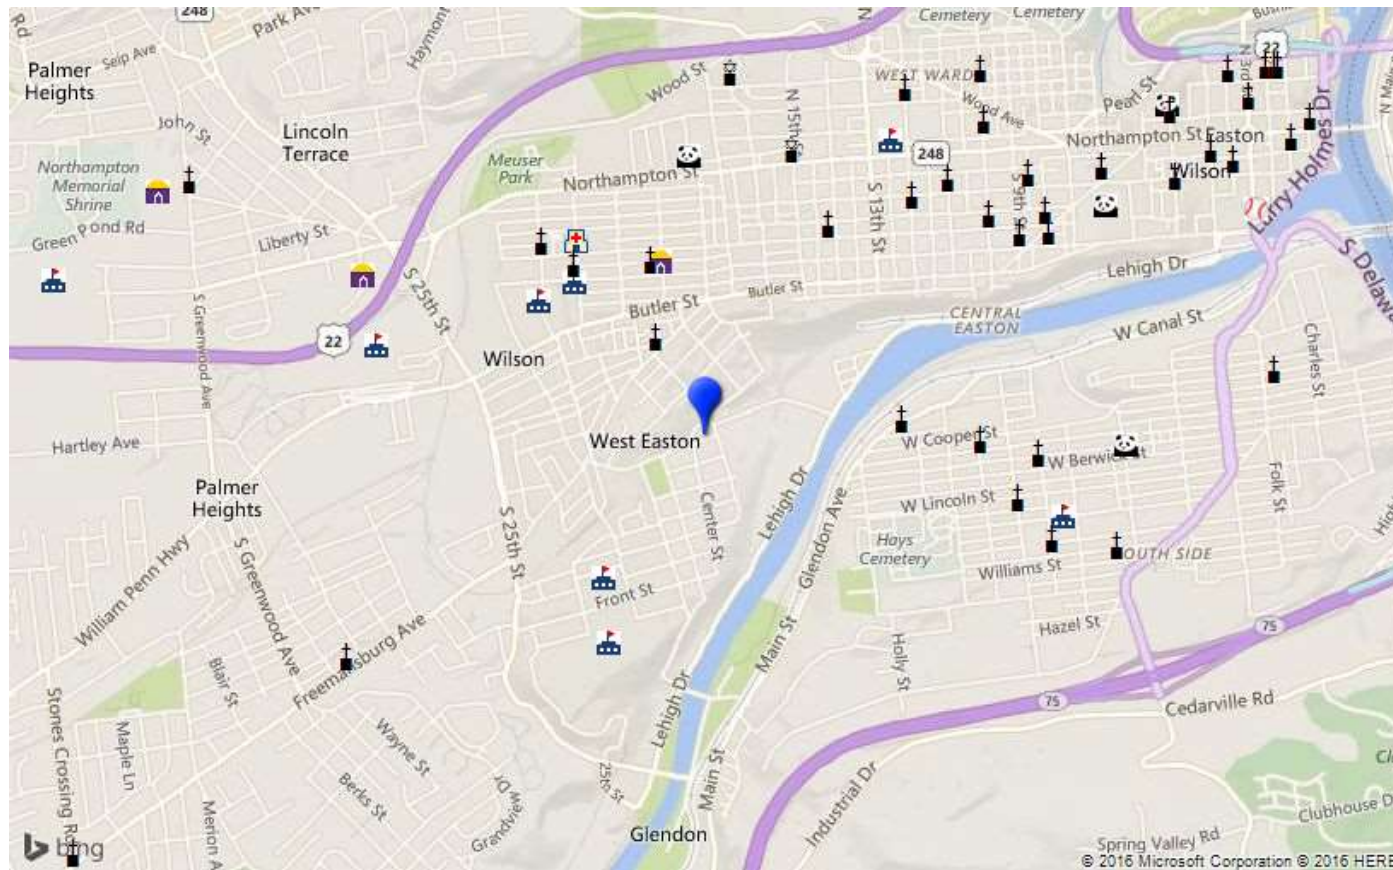 248
Park Av
Rd
Seip Ave
Haymont
N
Cemetery
Cemetery
22
N 3rd
Palmer
Heights
Wood St
WEST WARD
Wood Ave
Pearl St
John St
Lincoln
Terrace
N 15th St
Northampton St
Easton
248
Northampton
Memorial
Shrine
Meuser
Park
Northampton St
S 13th St
S 9th St
Wilson
Larry Holmes Dr
N Main
Green Pond Rd
Liberty St
S 25th St
S Delawa
Lehigh Dr
Butler St
Butler St
CENTRAL
EASTON
W Canal St
S Greenwood Ave
22
Wilson
Charles St
Hartley Ave
West Easton
W Cooper St
W Berwick St
Palmer
Heights
Center St
Lehigh Dr
Glendon Ave
W Lincoln St
Folk St
S 25th St
Hays
Cemetery
OUTH SIDE
William Penn Hwy
S Greenwood Ave
Front St
Williams St
Freemansburg Ave
Main St
Hazel St
75
Blair St
Holly St
Lehigh Dr
75
Cedarville Rd
Stones Crossing Rd
Maple Ln
Wayne St
25th St
Main St
Industrial Dr
Berks St
Grandview Dr
Merion A
Glendon
Clubhouse D
Spring Valley Rd
bing
© 2016 Microsoft Corporation © 2016 HERE